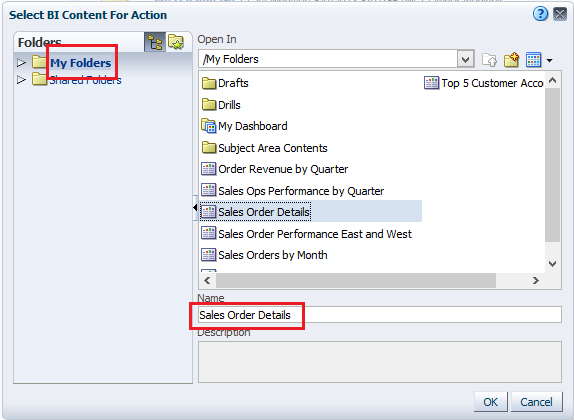 Select BI Content For Action
Folders
My Folders
Shared Folders
Open In
/My Folders
Drafts
Drills
My Dashboard
Subject Area Contents
Order Revenue by Quarter
Sales Ops Performance by Quarter
Sales Order Details
Sales Order Performance East and West
Sales Orders by Month
Top 5 Customer Acco
Name
Sales Order Details
Description
OK
Cancel